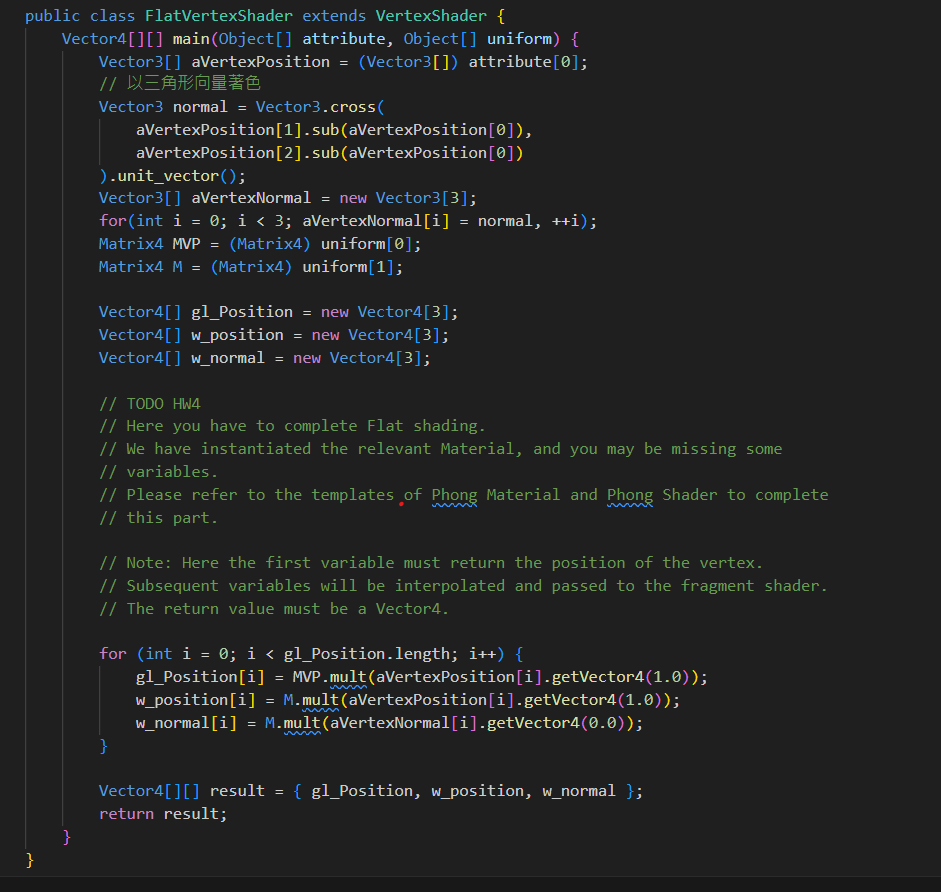 public class FlatVertexShader extends VertexShader {
    Vector4[][] main(Object[] attribute, Object[] uniform) {
        Vector3[] aVertexPosition = (Vector3[]) attribute[0];
        // 以三角形向量著色
        Vector3 normal = Vector3.cross(
            aVertexPosition[1].sub(aVertexPosition[0]),
            aVertexPosition[2].sub(aVertexPosition[0])
        ).unit_vector();
        Vector3[] aVertexNormal = new Vector3[3];
        for(int i = 0; i < 3; aVertexNormal[i] = normal, ++i);
        Matrix4 MVP = (Matrix4) uniform[0];
        Matrix4 M = (Matrix4) uniform[1];

        Vector4[] gl_Position = new Vector4[3];
        Vector4[] w_position = new Vector4[3];
        Vector4[] w_normal = new Vector4[3];

        // TODO HW4
        // Here you have to complete Flat shading.
        // We have instantiated the relevant Material, and you may be missing some
        // variables.
        // Please refer to the templates of Phong Material and Phong Shader to complete
        // this part.

        // Note: Here the first variable must return the position of the vertex.
        // Subsequent variables will be interpolated and passed to the fragment shader.
        // The return value must be a Vector4.

        for (int i = 0; i < gl_Position.length; i++) {
            gl_Position[i] = MVP.mult(aVertexPosition[i].getVector4(1.0));
            w_position[i] = M.mult(aVertexPosition[i].getVector4(1.0));
            w_normal[i] = M.mult(aVertexNormal[i].getVector4(0.0));
        }

        Vector4[][] result = { gl_Position, w_position, w_normal };
        return result;
    }
}